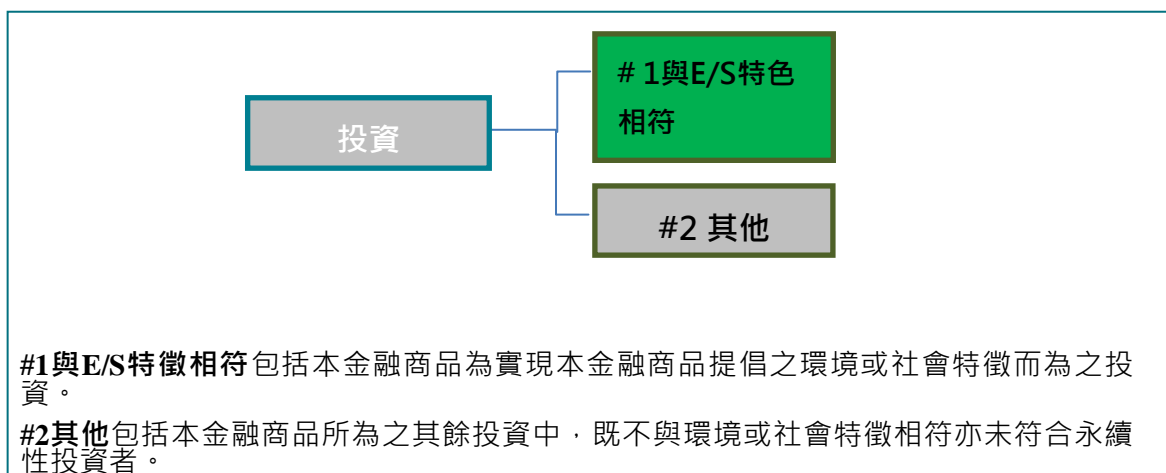 # 1與E/S特色
相符
投資
#2 其他
#1與E/S特徵相符包括本金融商品為實現本金融商品提倡之環境或社會特徵而為之投
資。
#2其他包括本金融商品所為之其餘投資中，既不與環境或社會特徵相符亦未符合永續
性投資者。